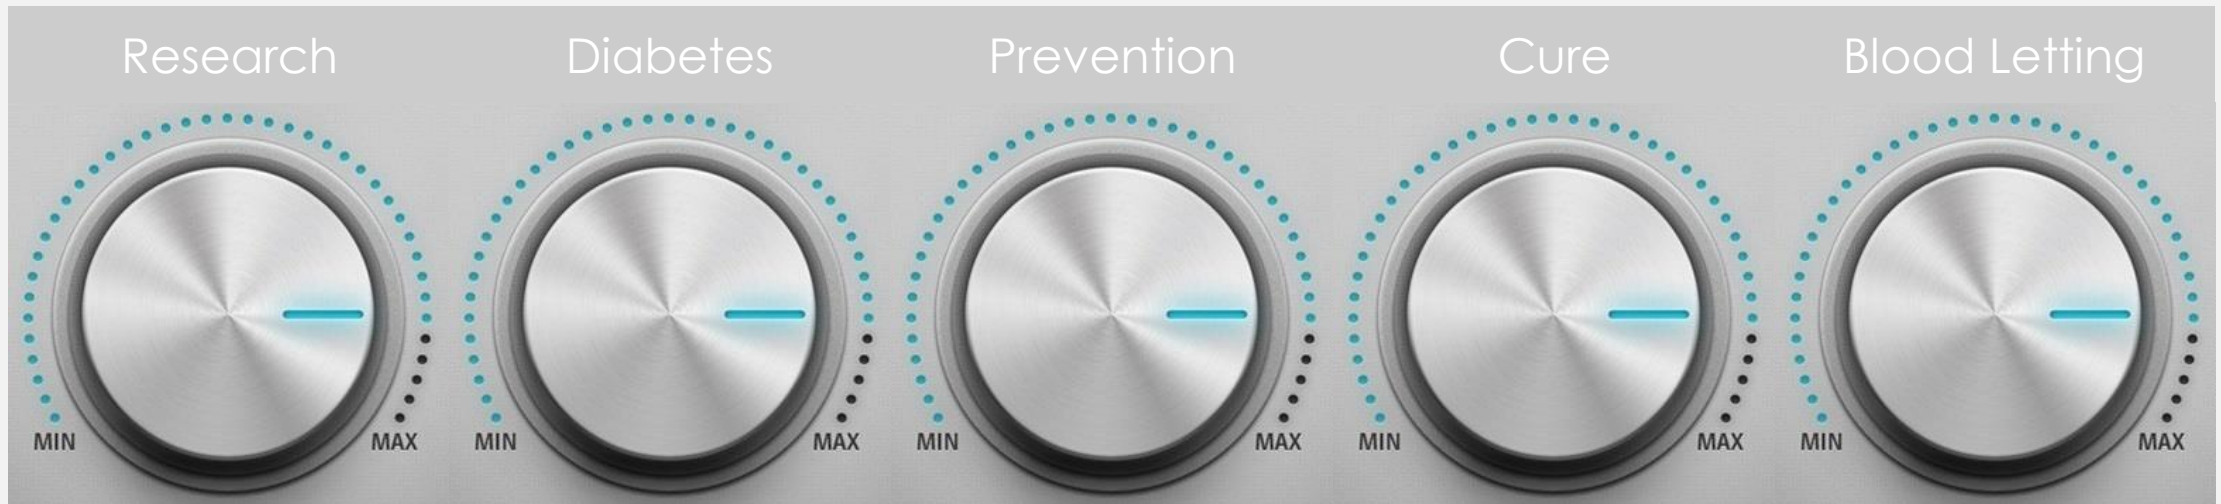 Research Diabetes Prevention Cure Blood Letting
MIN MAX MIN MAX MIN MAX MIN MAX MIN MAX